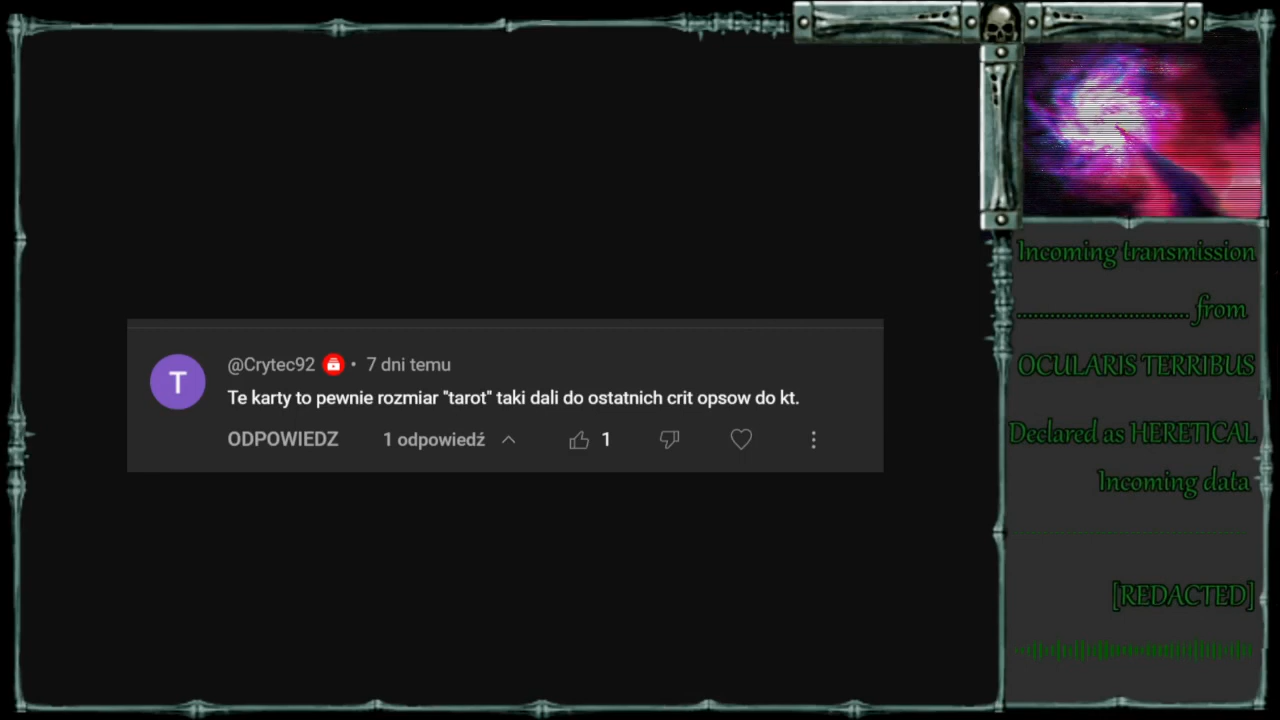 @Crytec92 • 7 dni temu
Te karty to pewnie rozmiar "tarot" taki dali do ostatnich crit opsow do kt.
ODPOWIEDZ 1 odpowiedź 1
T
Incoming transmission
................................ from
OCULARIS TERRIBUS
Declared as HERETICAL
Incoming data
[REDACTED]